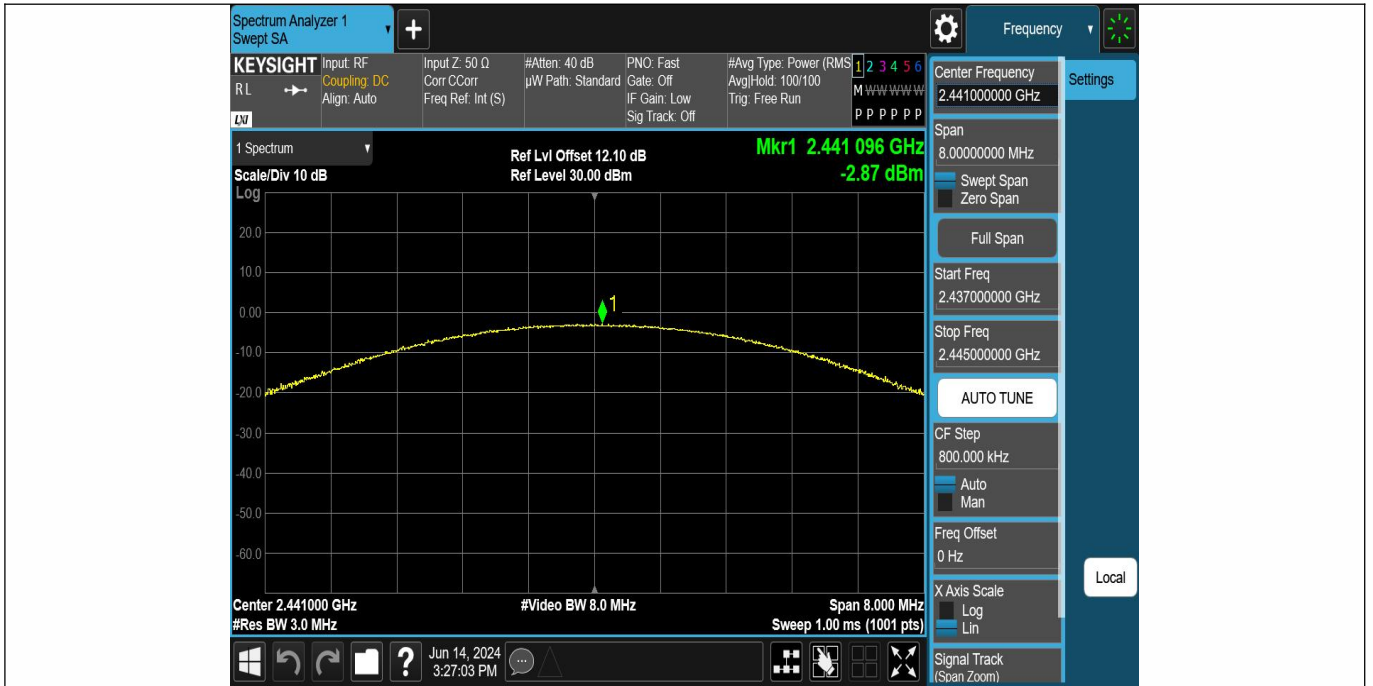 Spectrum Analyzer 1
Swept SA
+
Frequency
KEYSIGHT
RL
LXI
Input: RF
Coupling: DC
Align: Auto
Input Z: 50 Ω
Corr CCorr
Freq Ref: Int (S)
#Atten: 40 dB
µW Path: Standard
PNO: Fast
Gate: Off
IF Gain: Low
Sig Track: Off
#Avg Type: Power (RMS
Avg|Hold: 100/100
Trig: Free Run
1 2 3 4 5 6
M W W W W W
P P P P P P
1 Spectrum
Scale/Div 10 dB
Ref Lvl Offset 12.10 dB
Ref Level 30.00 dBm
Mkr1 2.441 096 GHz
-2.87 dBm
Log
20.0
10.0
0.00
-10.0
-20.0
-30.0
-40.0
-50.0
-60.0
1
Center 2.441000 GHz
#Video BW 8.0 MHz
Span 8.000 MHz
#Res BW 3.0 MHz
Sweep 1.00 ms (1001 pts)
Center Frequency
2.441000000 GHz
Settings
Span
8.00000000 MHz
Swept Span
Zero Span
Full Span
Start Freq
2.437000000 GHz
Stop Freq
2.445000000 GHz
AUTO TUNE
CF Step
800.000 kHz
Auto
Man
Freq Offset
0 Hz
X Axis Scale
Log
Lin
Local
Signal Track
(Span Zoom)
?
Jun 14, 2024
3:27:03 PM